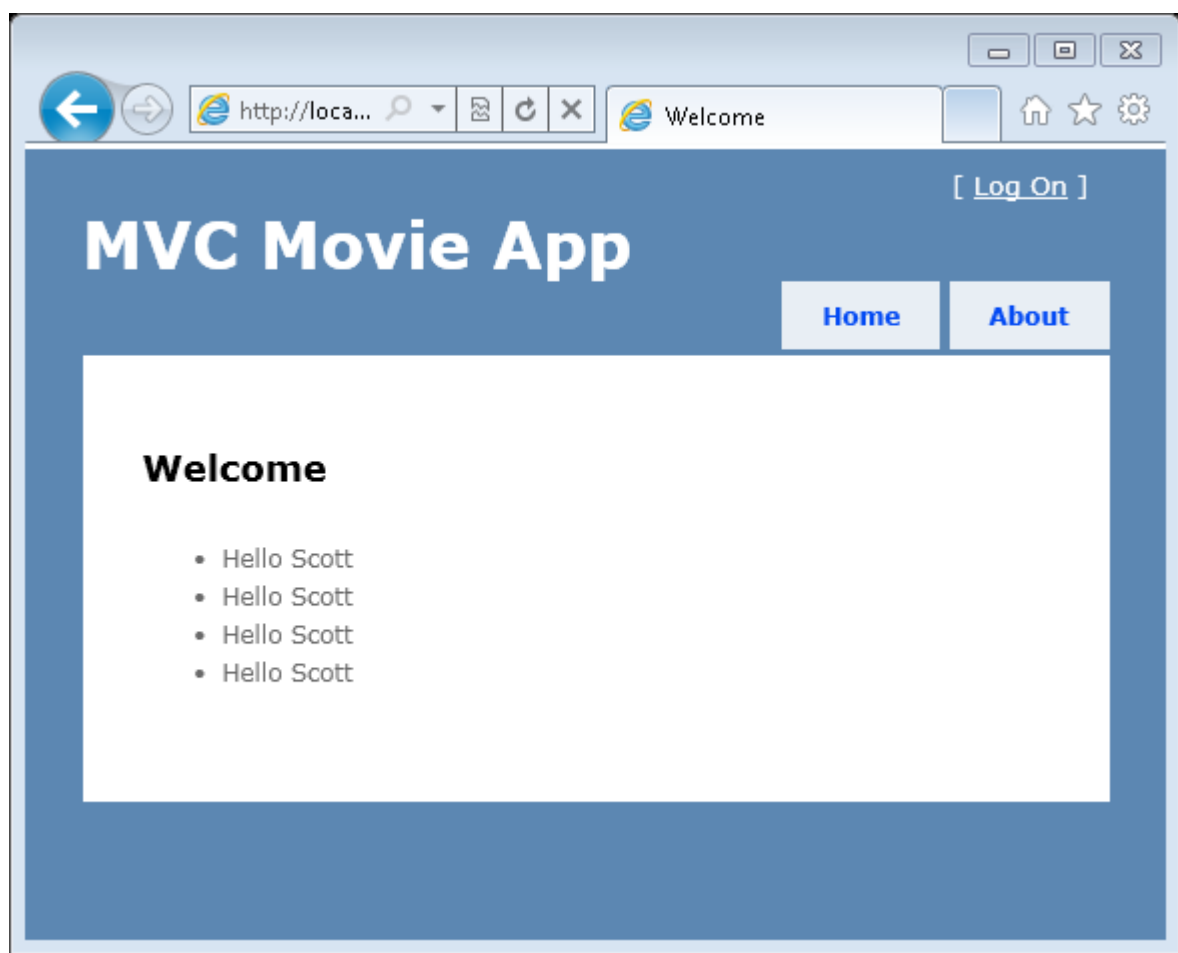 http://loca...
Welcome
[ Log On ]
MVC Movie App
Home
About
Welcome
• Hello Scott
• Hello Scott
• Hello Scott
• Hello Scott